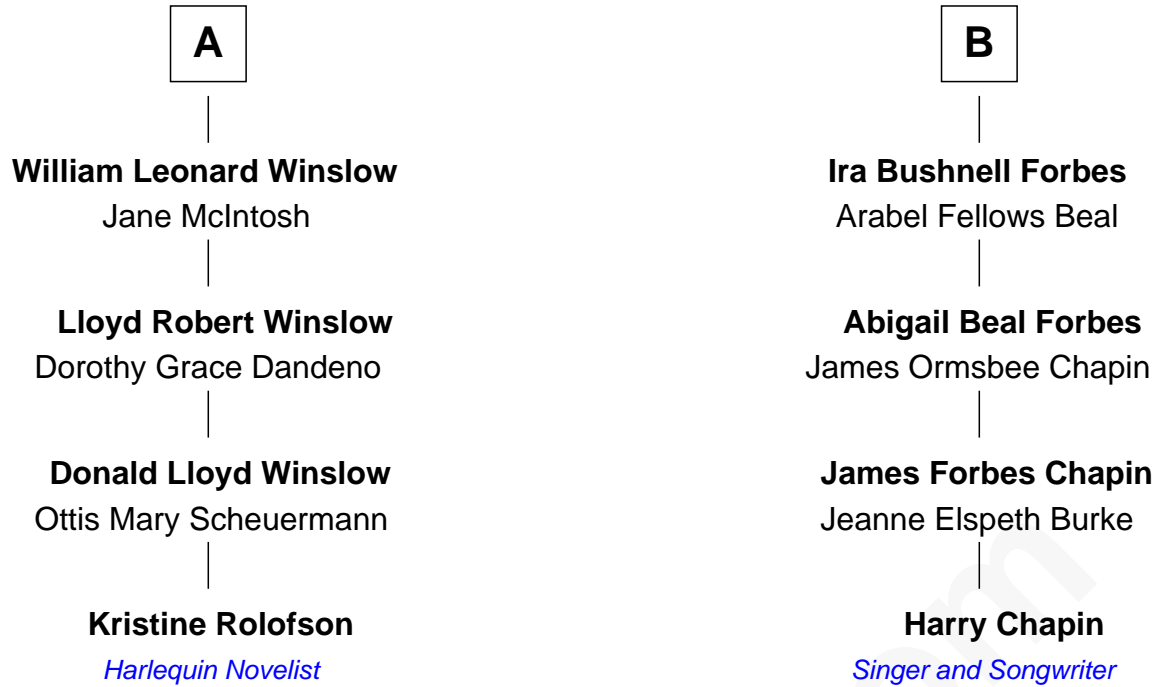 A
William Leonard Winslow
Jane McIntosh
Lloyd Robert Winslow
Dorothy Grace Dandeno
Donald Lloyd Winslow
Ottis Mary Scheuermann
Kristine Rolofson
Harlequin Novelist
B
Ira Bushnell Forbes
Arabel Fellows Beal
Abigail Beal Forbes
James Ormsbee Chapin
James Forbes Chapin
Jeanne Elspeth Burke
Harry Chapin
Singer and Songwriter